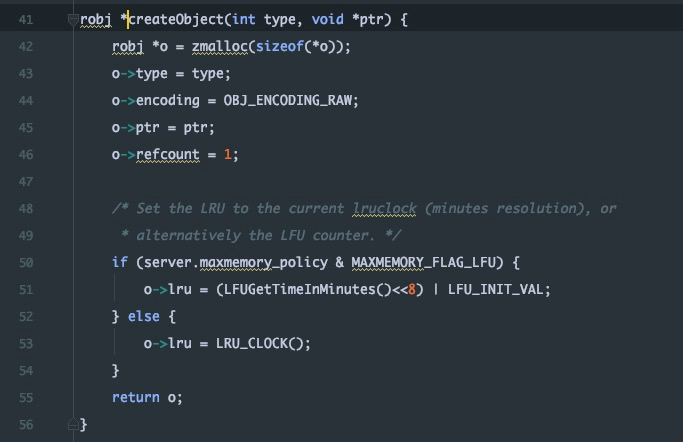 41 robj *createObject(int type, void *ptr) {
42     robj *o = zmalloc(sizeof(*o));
43     o->type = type;
44     o->encoding = OBJ_ENCODING_RAW;
45     o->ptr = ptr;
46     o->refcount = 1;
47
48     /* Set the LRU to the current lruclock (minutes resolution), or
49      * alternatively the LFU counter. */
50     if (server.maxmemory_policy & MAXMEMORY_FLAG_LFU) {
51         o->lru = (LFUGetTimeInMinutes()<<8) | LFU_INIT_VAL;
52     } else {
53         o->lru = LRU_CLOCK();
54     }
55     return o;
56 }